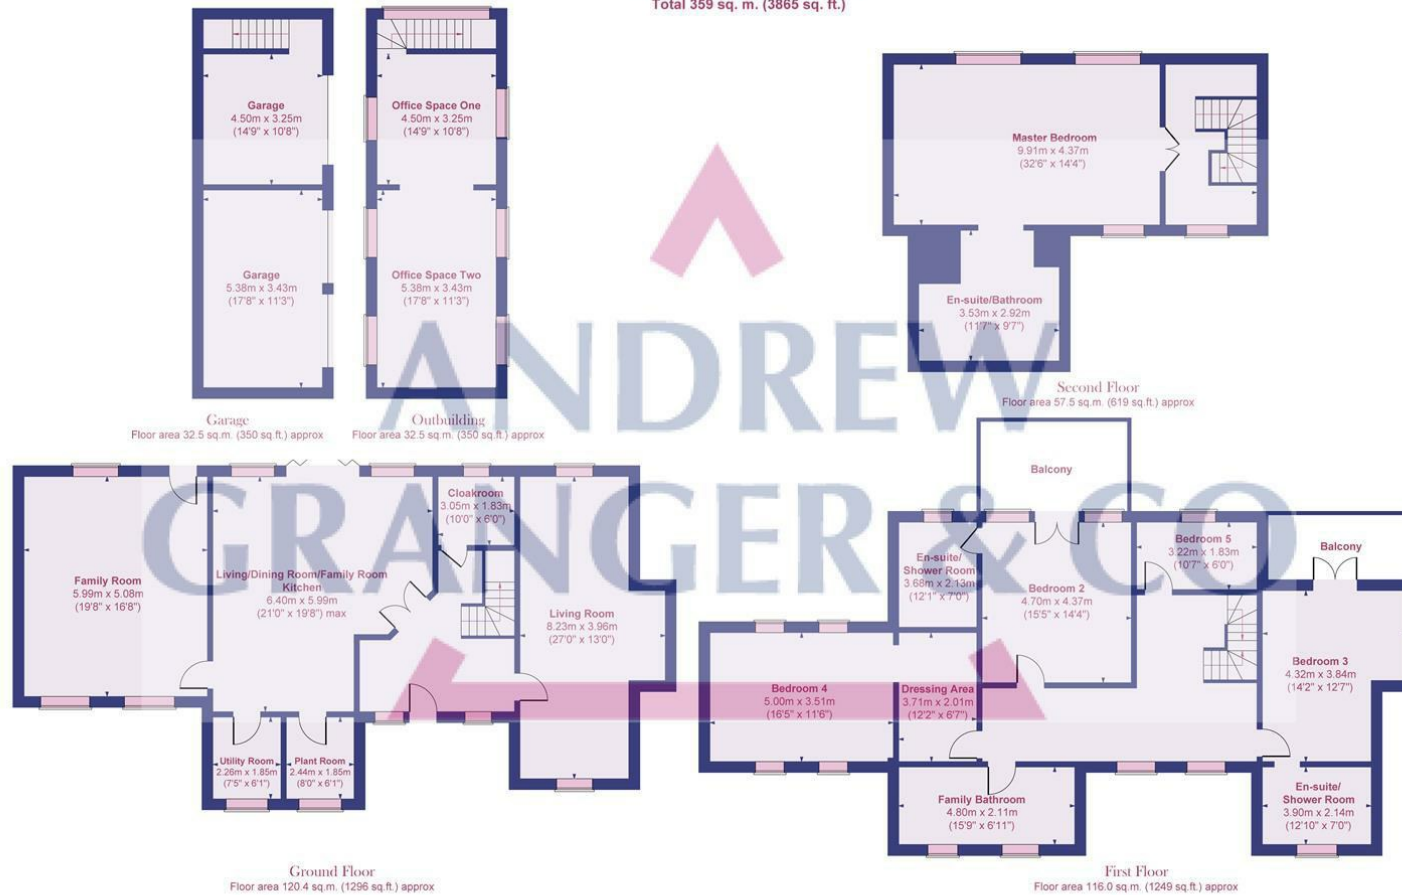 Total 359 sq. m. (3865 sq. ft.)
Garage
4.50m x 3.25m
(14'9" x 10'8")
Garage
5.38m x 3.43m
(17'8" x 11'3")
Garage
Floor area 32.5 sq.m. (350 sq.ft.) approx
Office Space One
4.50m x 3.25m
(14'9" x 10'8")
Office Space Two
5.38m x 3.43m
(17'8" x 11'3")
Outbuilding
Floor area 32.5 sq.m. (350 sq.ft.) approx
Master Bedroom
9.91m x 4.37m
(32'6" x 14'4")
En-suite/Bathroom
3.53m x 2.92m
(11'7" x 9'7")
Second Floor
Floor area 57.5 sq.m. (619 sq.ft.) approx
ANDREW
GRANGER & CO
Family Room
5.99m x 5.08m
(19'8" x 16'8")
Living/Dining Room/Family Room
Kitchen
6.40m x 5.99m
(21'0" x 19'8") max
Cloakroom
3.05m x 1.83m
(10'0" x 6'0")
Living Room
8.23m x 3.96m
(27'0" x 13'0")
Utility Room
2.26m x 1.85m
(7'5" x 6'1")
Plant Room
2.44m x 1.85m
(8'0" x 6'1")
Ground Floor
Floor area 120.4 sq.m. (1296 sq.ft.) approx
Balcony
En-suite/
Shower Room
3.68m x 2.13m
(12'1" x 7'0")
Bedroom 2
4.70m x 4.37m
(15'5" x 14'4")
Bedroom 5
3.22m x 1.83m
(10'7" x 6'0")
Balcony
Bedroom 3
4.32m x 3.84m
(14'2" x 12'7")
Bedroom 4
5.00m x 3.51m
(16'5" x 11'6")
Dressing Area
3.71m x 2.01m
(12'2" x 6'7")
Family Bathroom
4.80m x 2.11m
(15'9" x 6'11")
En-suite/
Shower Room
3.90m x 2.14m
(12'10" x 7'0")
First Floor
Floor area 116.0 sq.m. (1249 sq.ft.) approx